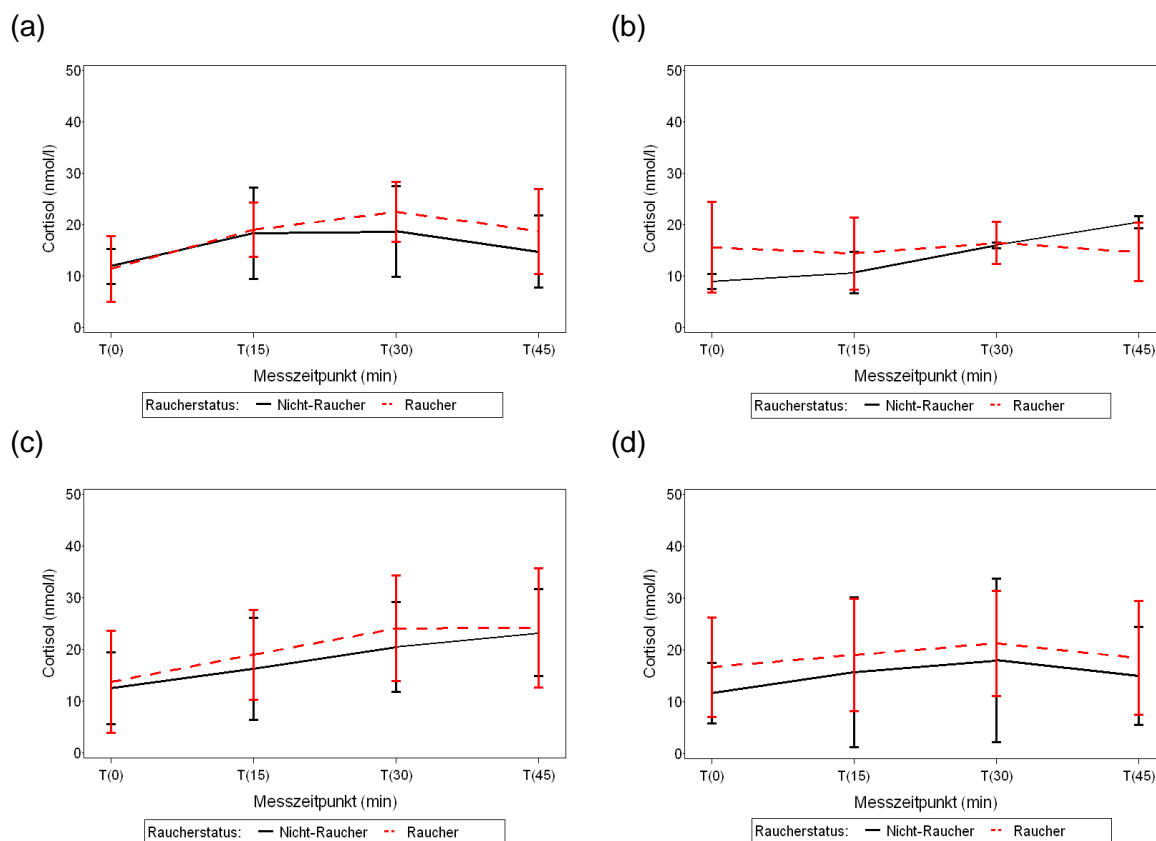 (a)
50
40
30
20
10
0
Cortisol (nmol/l)
T(0) T(15) T(30) T(45)
Messzeitpunkt (min)
Raucherstatus: Nicht-Raucher Raucher
(b)
50
40
30
20
10
0
Cortisol (nmol/l)
T(0) T(15) T(30) T(45)
Messzeitpunkt (min)
Raucherstatus: Nicht-Raucher Raucher
(c)
50
40
30
20
10
0
Cortisol (nmol/l)
T(0) T(15) T(30) T(45)
Messzeitpunkt (min)
Raucherstatus: Nicht-Raucher Raucher
(d)
50
40
30
20
10
0
Cortisol (nmol/l)
T(0) T(15) T(30) T(45)
Messzeitpunkt (min)
Raucherstatus: Nicht-Raucher Raucher